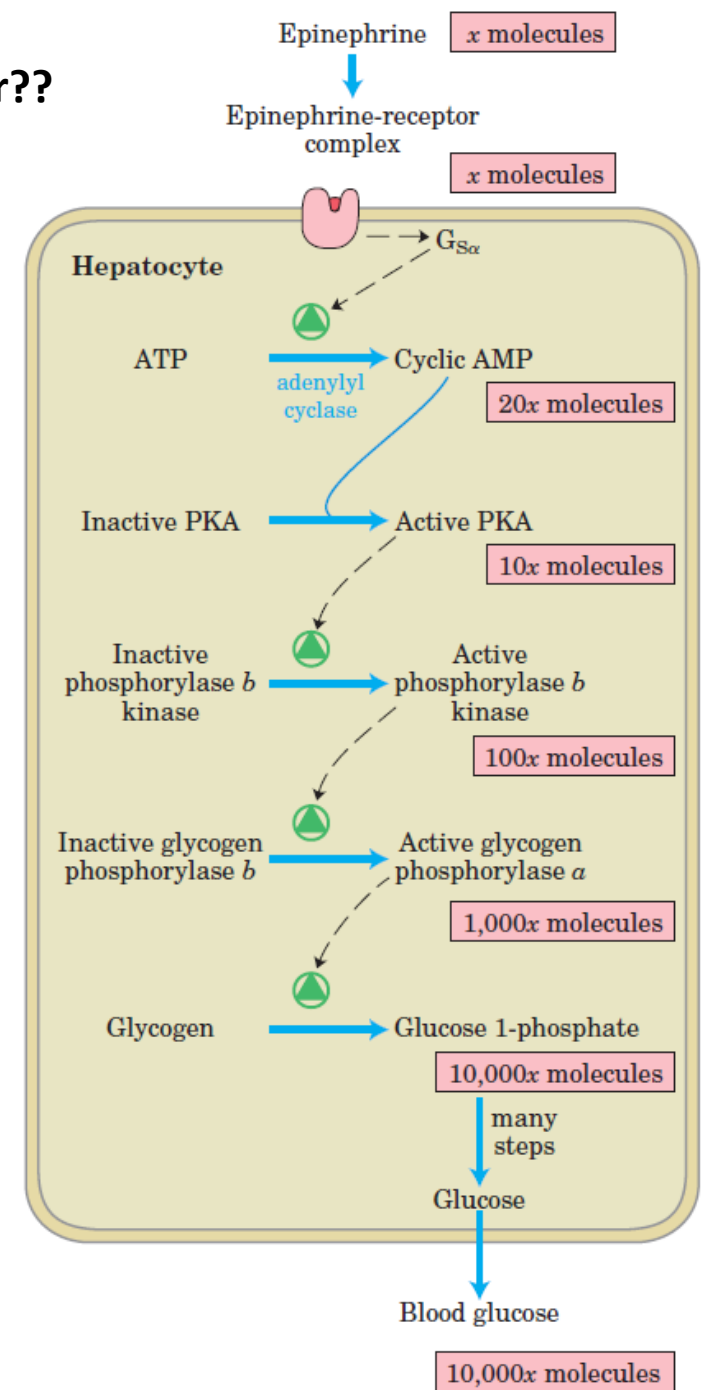 r??
Epinephrine
x molecules
Epinephrine-receptor
complex
x molecules
Hepatocyte
GSα
ATP
Cyclic AMP
adenylyl
cyclase
20x molecules
Inactive PKA
Active PKA
10x molecules
Inactive
phosphorylase b
kinase
Active
phosphorylase b
kinase
100x molecules
Inactive glycogen
phosphorylase b
Active glycogen
phosphorylase a
1,000x molecules
Glycogen
Glucose 1-phosphate
10,000x molecules
many
steps
Glucose
Blood glucose
10,000x molecules